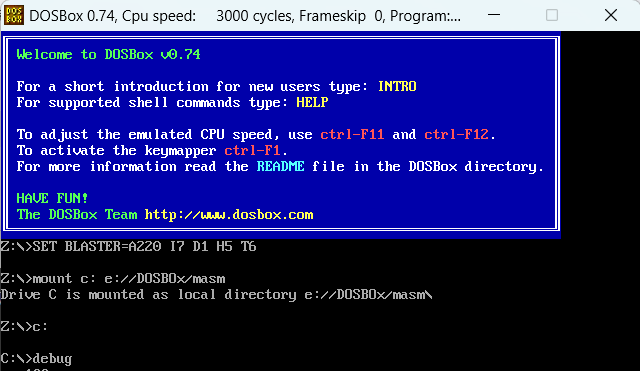 DOSBox 0.74, Cpu speed: 3000 cycles, Frameskip 0, Program:...
Welcome to DOSBox v0.74
For a short introduction for new users type: INTRO
For supported shell commands type: HELP
To adjust the emulated CPU speed, use ctrl-F11 and ctrl-F12.
To activate the keymapper ctrl-F1.
For more information read the README file in the DOSBox directory.
HAVE FUN!
The DOSBox Team http://www.dosbox.com
Z:\>SET BLASTER=A220 I7 D1 H5 T6
Z:\>mount c: e://DOSBOx/masm
Drive C is mounted as local directory e://DOSBOx/masm\
Z:\>c:
C:\>debug